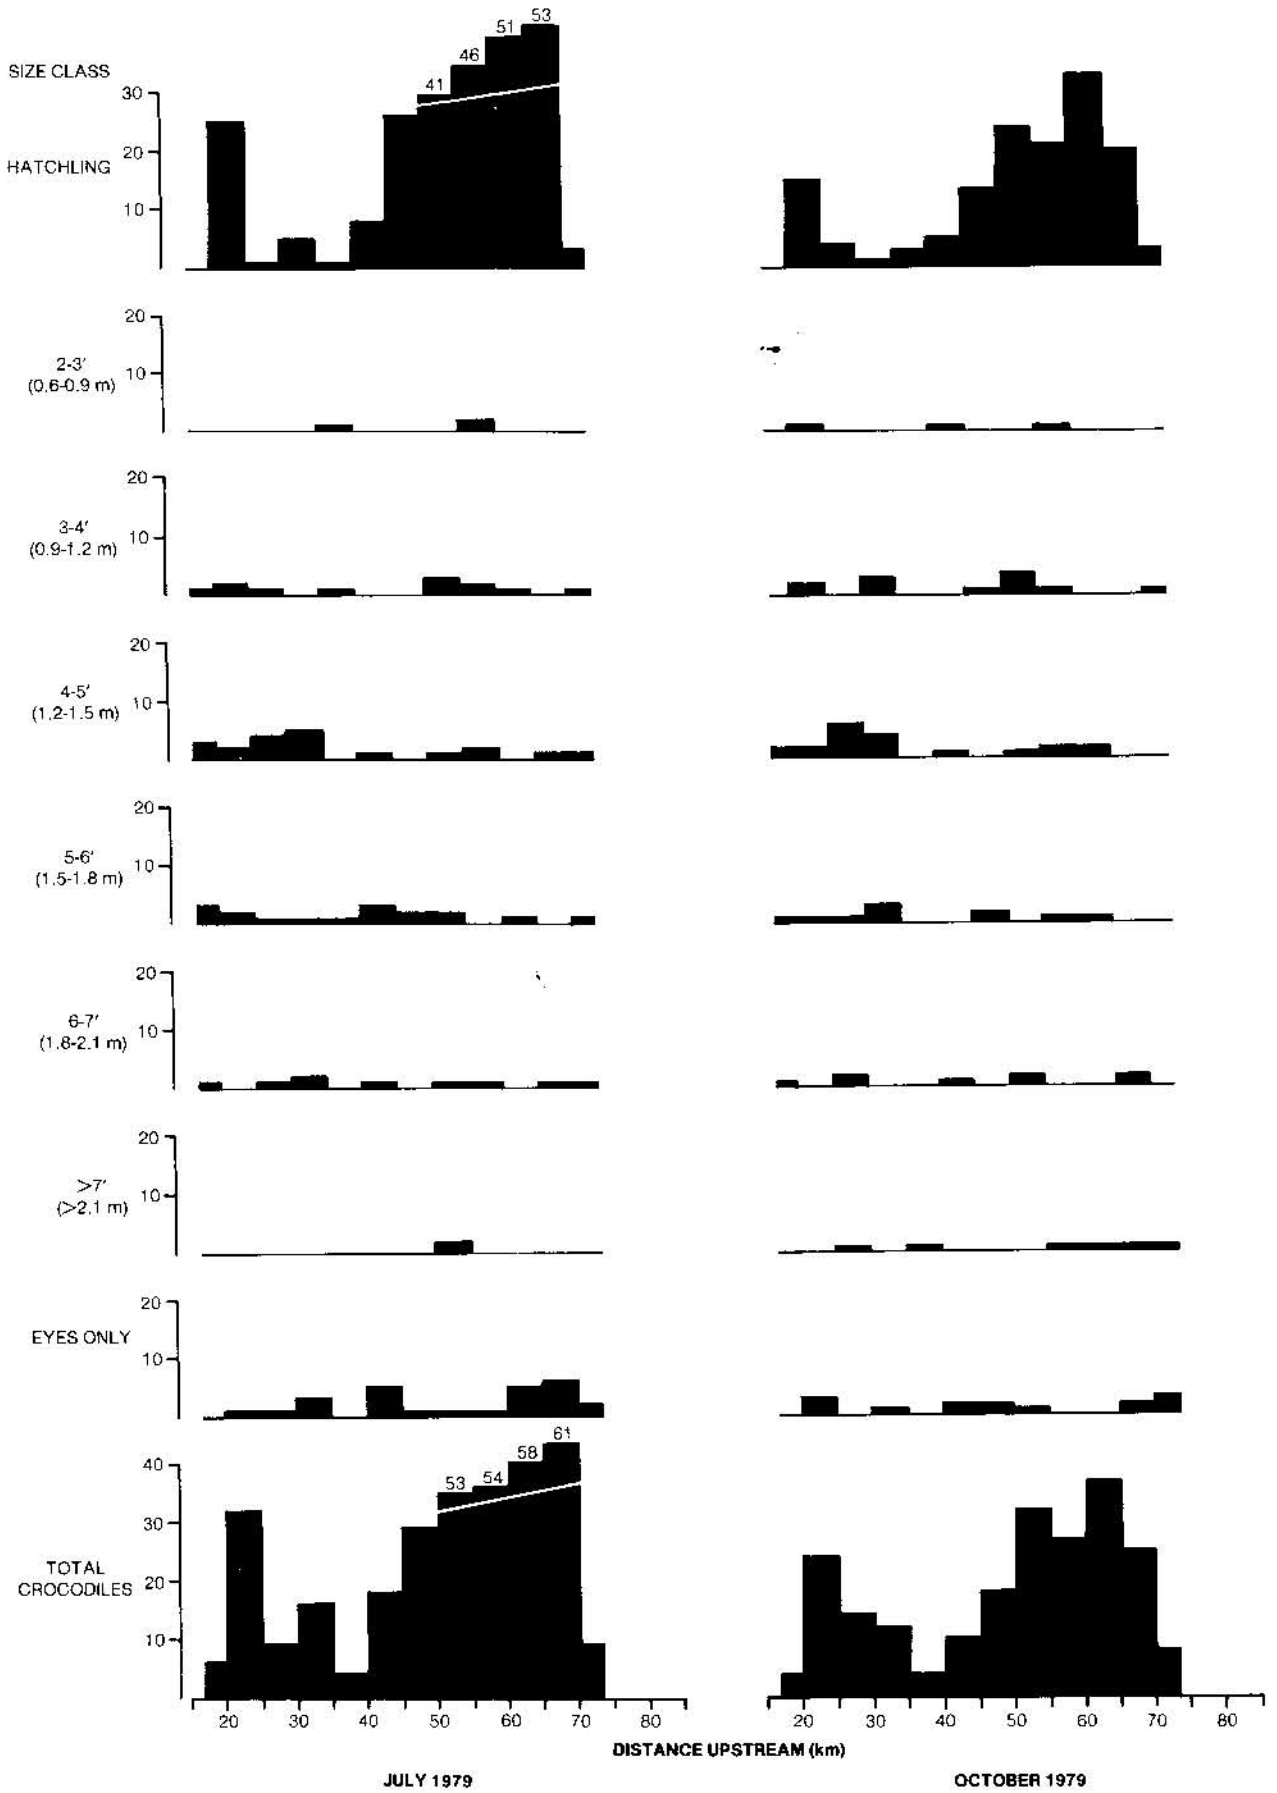 53
51
46
41
SIZE CLASS
30
20
HATCHLING
10
20
2-3'
10
(0.6-0.9 m)
20
3-4'
10
(0.9-1.2 m)
20
4-5'
10
(1.2-1.5 m)
20
5-6'
10
(1.5-1.8 m)
20
6-7'
10
(1.8-2.1 m)
20
>7'
10
(>2.1 m)
20
EYES ONLY
10
61
58
54
53
40
30
TOTAL
20
CROCODILES
10
20 30 40 50 60 70 80 20 30 40 50 60 70 80
DISTANCE UPSTREAM (km)
JULY 1979 OCTOBER 1979